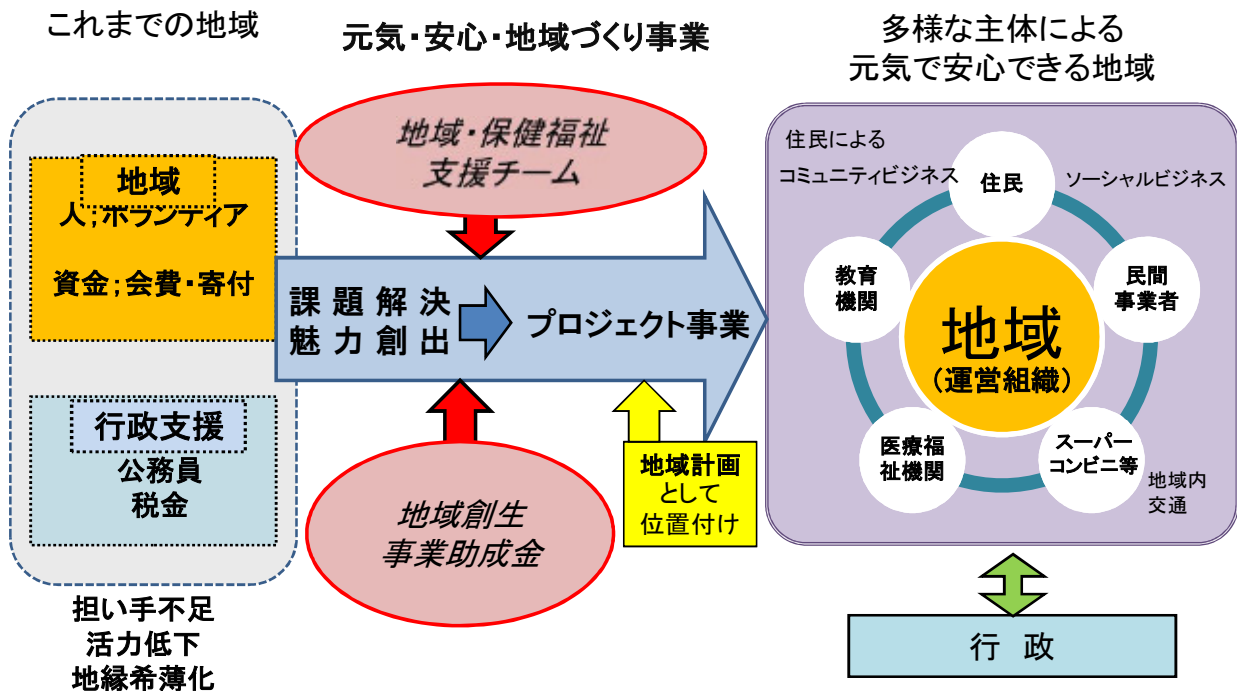 これまでの地域
地域
人;ボランティア
資金;会費・寄付
行政支援
公務員
税金
担い手不足
活力低下
地縁希薄化
元気・安心・地域づくり事業
地域・保健福祉
支援チーム
課題解決
魅力創出
プロジェクト事業
地域創生
事業助成金
地域計画
として
位置付け
多様な主体による
元気で安心できる地域
住民による
コミュニティビジネス
住民
ソーシャルビジネス
教育
機関
民間
事業者
地域
(運営組織)
医療福
祉機関
スーパー
コンビニ等
地域内
交通
行政